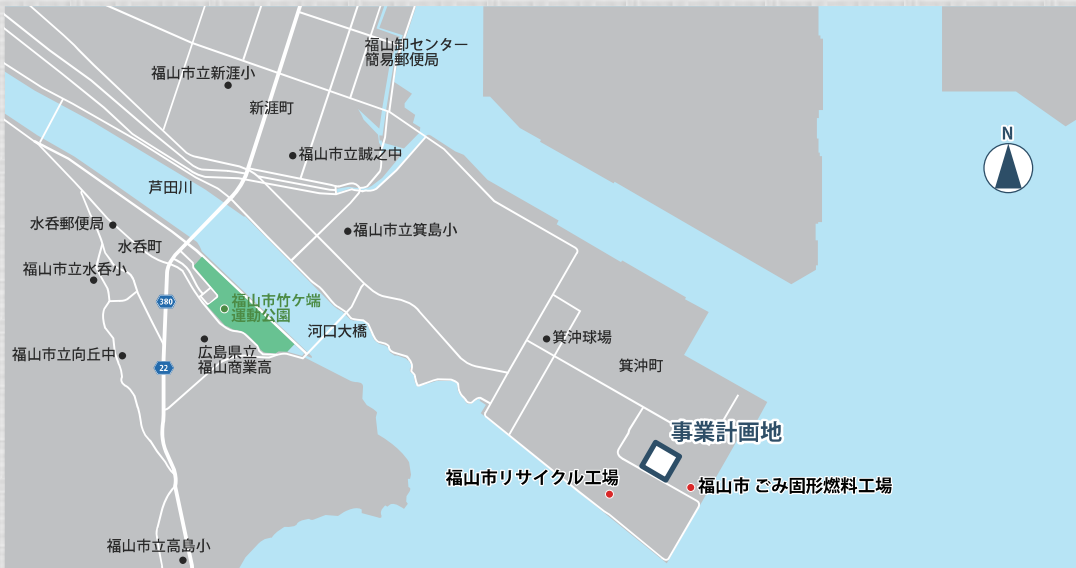 福山卸センター
簡易郵便局
福山市立新涯小
新涯町
N
福山市立誠之中
芦田川
水呑郵便局
福山市立箕島小
水呑町
福山市立水呑小
380
福山市竹ケ端
運動公園
河口大橋
箕沖球場
広島県立
福山商業高
福山市立向丘中
22
箕沖町
事業計画地
福山市リサイクル工場
福山市 ごみ固形燃料工場
福山市立高島小